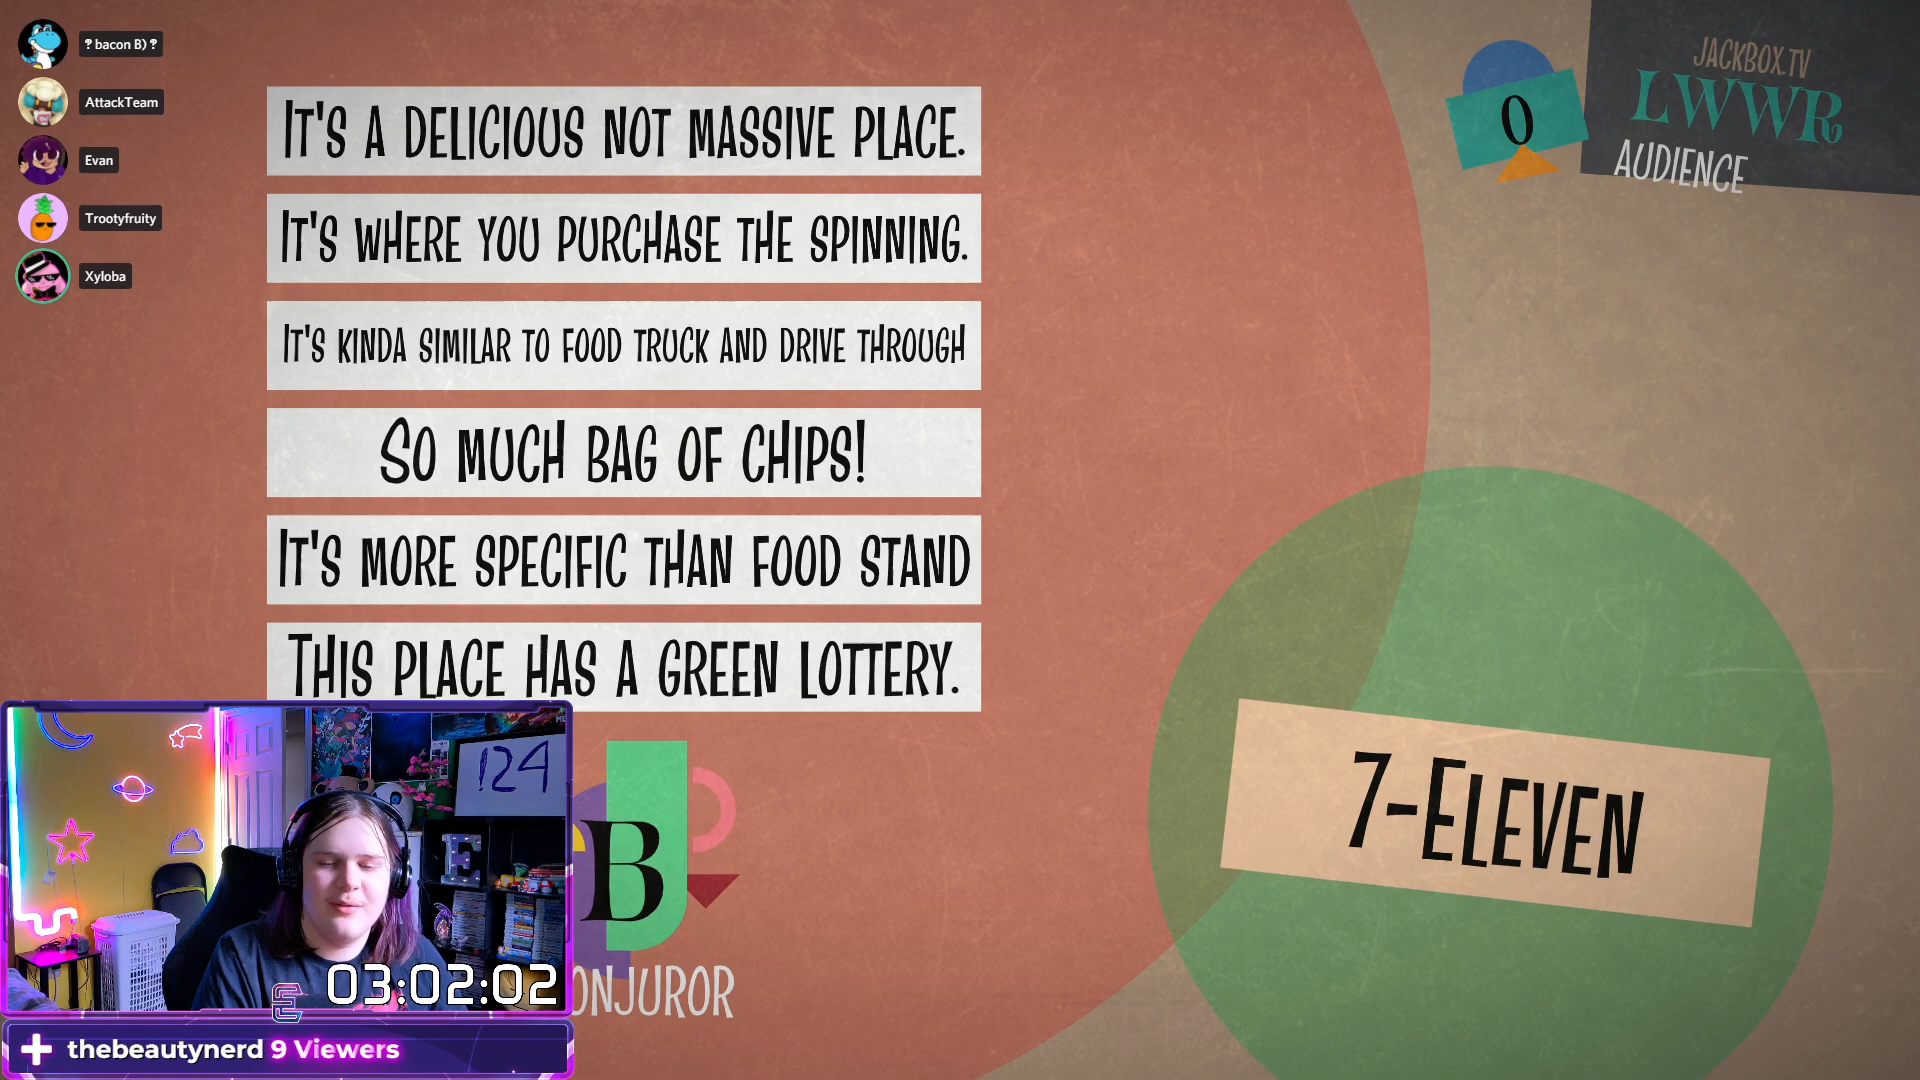 ? bacon B) ?
AttackTeam
Evan
Trootyfruity
Xyloba
It's a delicious not massive place.
It's where you purchase the spinning.
It's kinda similar to food truck and drive through
So much bag of chips!
It's more specific than food stand
This place has a green lottery.
JACKBOX.TV
LWWR
AUDIENCE
0
7-Eleven
!24
E
B
ONJUROR
03:02:02
thebeautynerd 9 Viewers